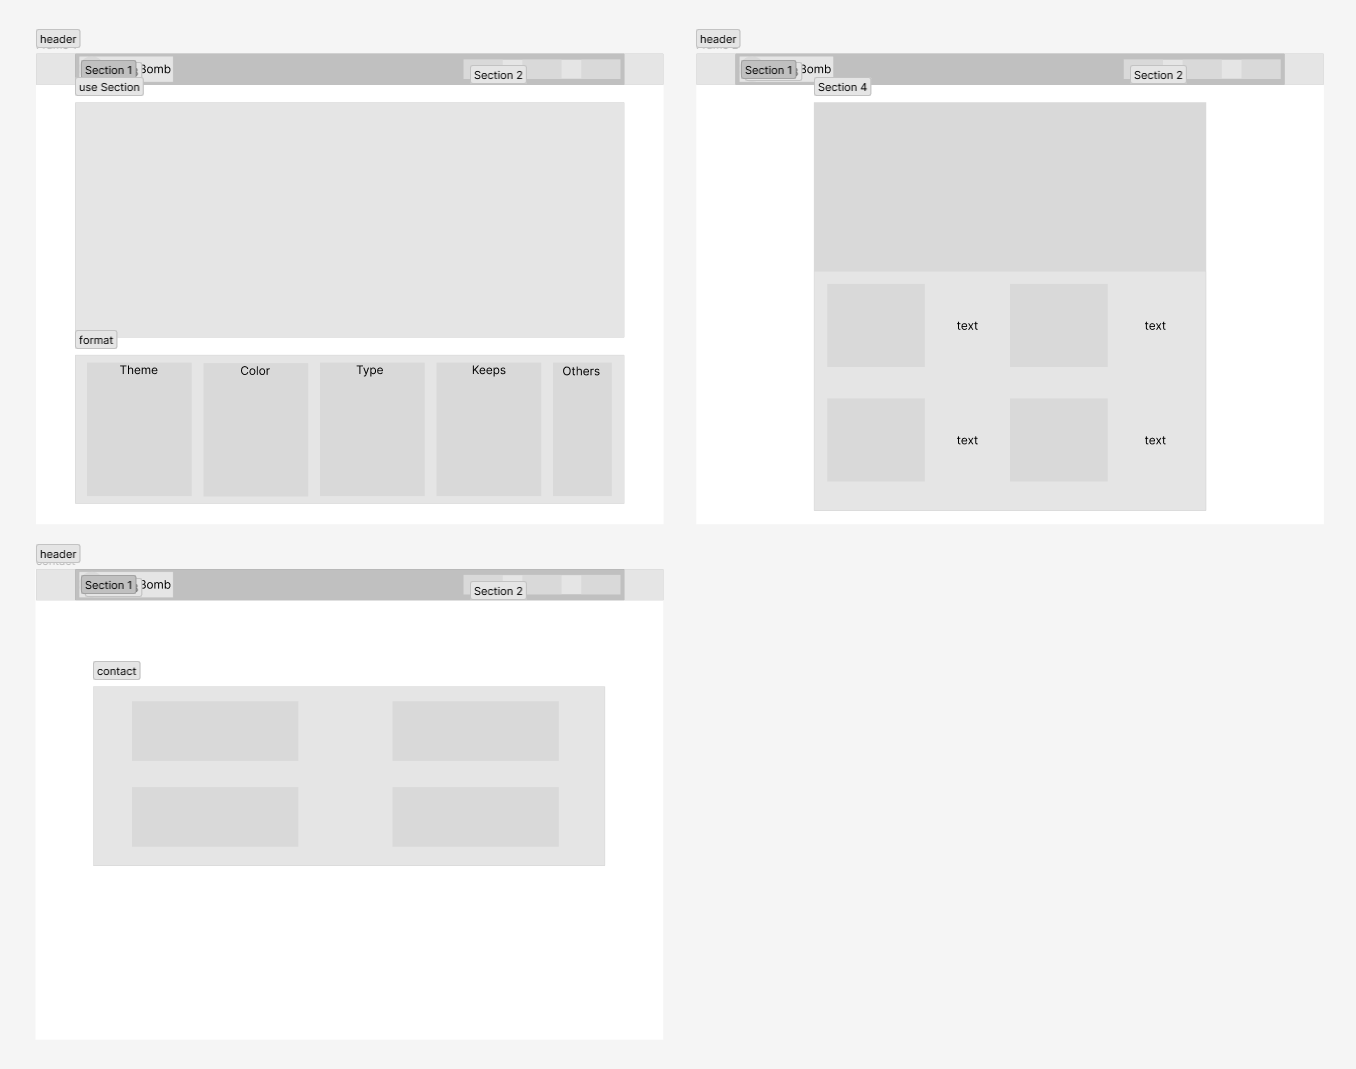 header
Section 1
Bomb
Section 2
use Section
format
Theme
Color
Type
Keeps
Others
header
Section 1
Bomb
Section 2
Section 4
text
text
text
text
header
Section 1
Bomb
Section 2
contact